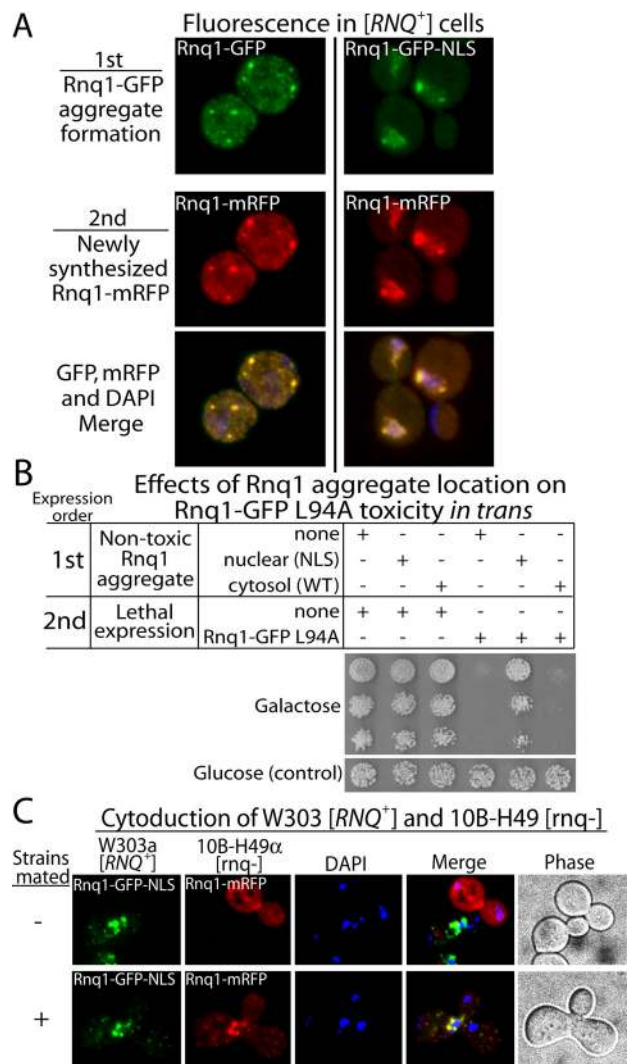 A
Fluorescence in [RNQ+] cells
1st
Rnq1-GFP
aggregate
formation
Rnq1-GFP
Rnq1-GFP-NLS
2nd
Newly
synthesized
Rnq1-mRFP
Rnq1-mRFP
Rnq1-mRFP
GFP, mRFP
and DAPI
Merge
B
Effects of Rnq1 aggregate location on
Rnq1-GFP L94A toxicity in trans
Expression
order
1st
Non-toxic
Rnq1
aggregate
none + - - + - -
nuclear (NLS) - + - - + -
cytosol (WT) - - + - - +
2nd
Lethal
expression
none + + + - - -
Rnq1-GFP L94A - - - + + +
Galactose
Glucose (control)
C
Cytoduction of W303 [RNQ+] and 10B-H49 [rnq-]
Strains
mated
W303a
[RNQ+]
10B-H49α
[rnq-]
DAPI
Merge
Phase
-
Rnq1-GFP-NLS
Rnq1-mRFP
+
Rnq1-GFP-NLS
Rnq1-mRFP